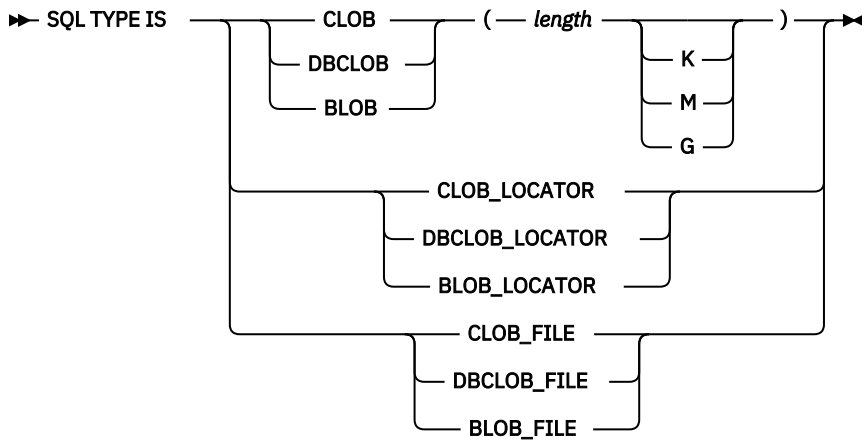 SQL TYPE IS CLOB ( length )
DBCLOB K
BLOB M
G
CLOB_LOCATOR
DBCLOB_LOCATOR
BLOB_LOCATOR
CLOB_FILE
DBCLOB_FILE
BLOB_FILE